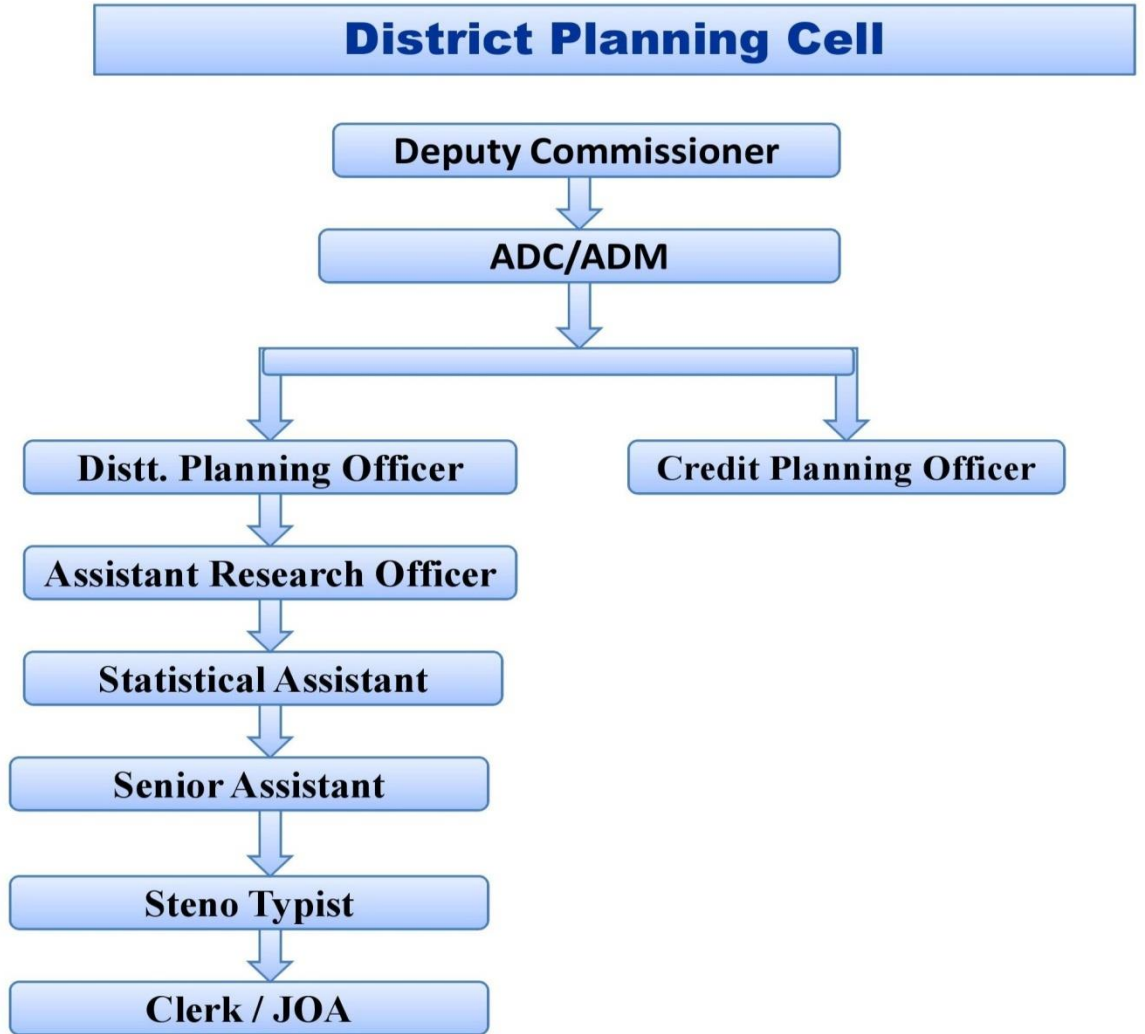 District Planning Cell
Deputy Commissioner
ADC/ADM
Distt. Planning Officer
Credit Planning Officer
Assistant Research Officer
Statistical Assistant
Senior Assistant
Steno Typist
Clerk / JOA